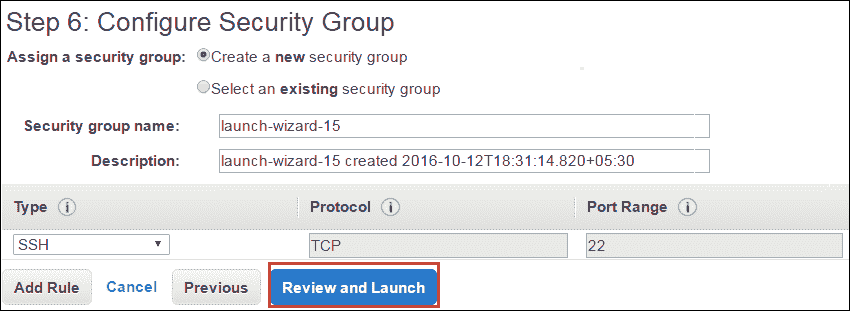 Step 6: Configure Security Group
Assign a security group: Create a new security group
Select an existing security group
Security group name: launch-wizard-15
Description: launch-wizard-15 created 2016-10-12T18:31:14.820+05:30
Type i Protocol i Port Range i
SSH TCP 22
Add Rule Cancel Previous Review and Launch